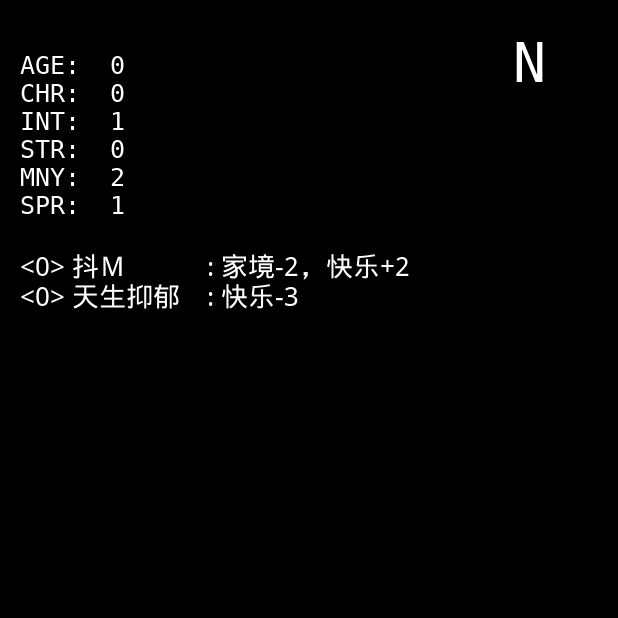 N
AGE: 0
CHR: 0
INT: 1
STR: 0
MNY: 2
SPR: 1
<0> 抖M : 家境-2，快乐+2
<0> 天生抑郁 : 快乐-3